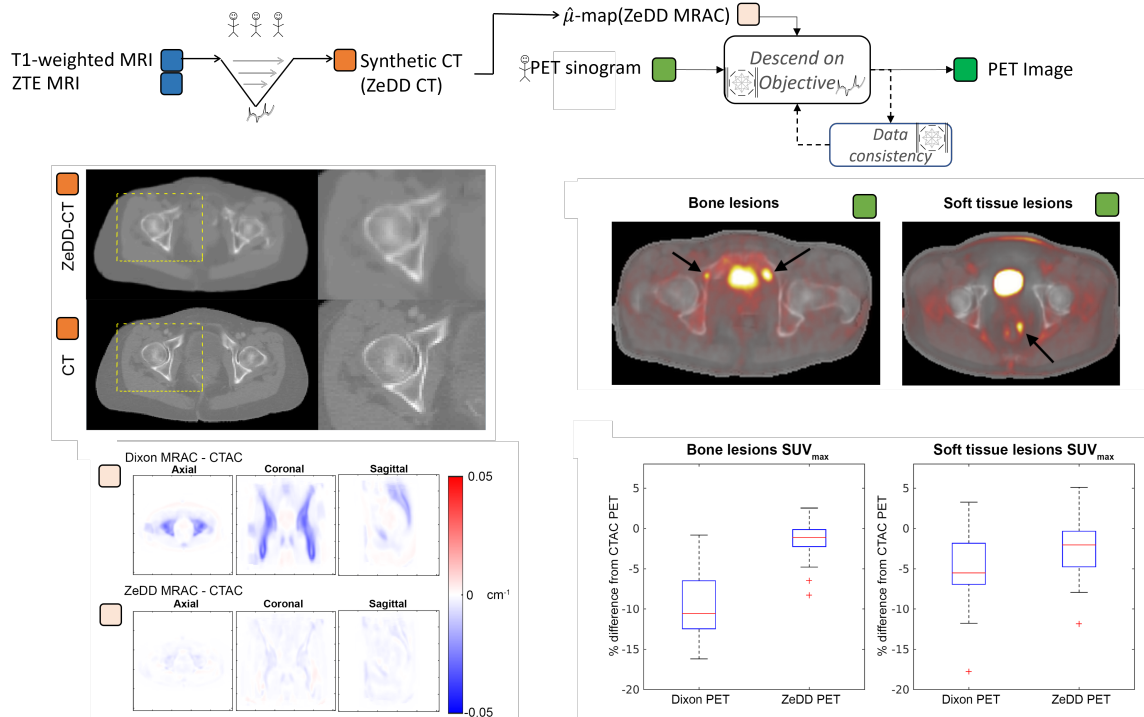 T1-weighted MRI
ZTE MRI
Synthetic CT
(ZeDD CT)
μ̂-map(ZeDD MRAC)
PET sinogram
Descend on
Objective
PET Image
Data
consistency
ZeDD-CT
CT
Bone lesions
Soft tissue lesions
Dixon MRAC - CTAC
Axial
Coronal
Sagittal
ZeDD MRAC - CTAC
Axial
Coronal
Sagittal
0.05
0
cm⁻¹
-0.05
Bone lesions SUVmax
% difference from CTAC PET
5
0
-5
-10
-15
-20
Dixon PET
ZeDD PET
Soft tissue lesions SUVmax
% difference from CTAC PET
5
0
-5
-10
-15
-20
Dixon PET
ZeDD PET